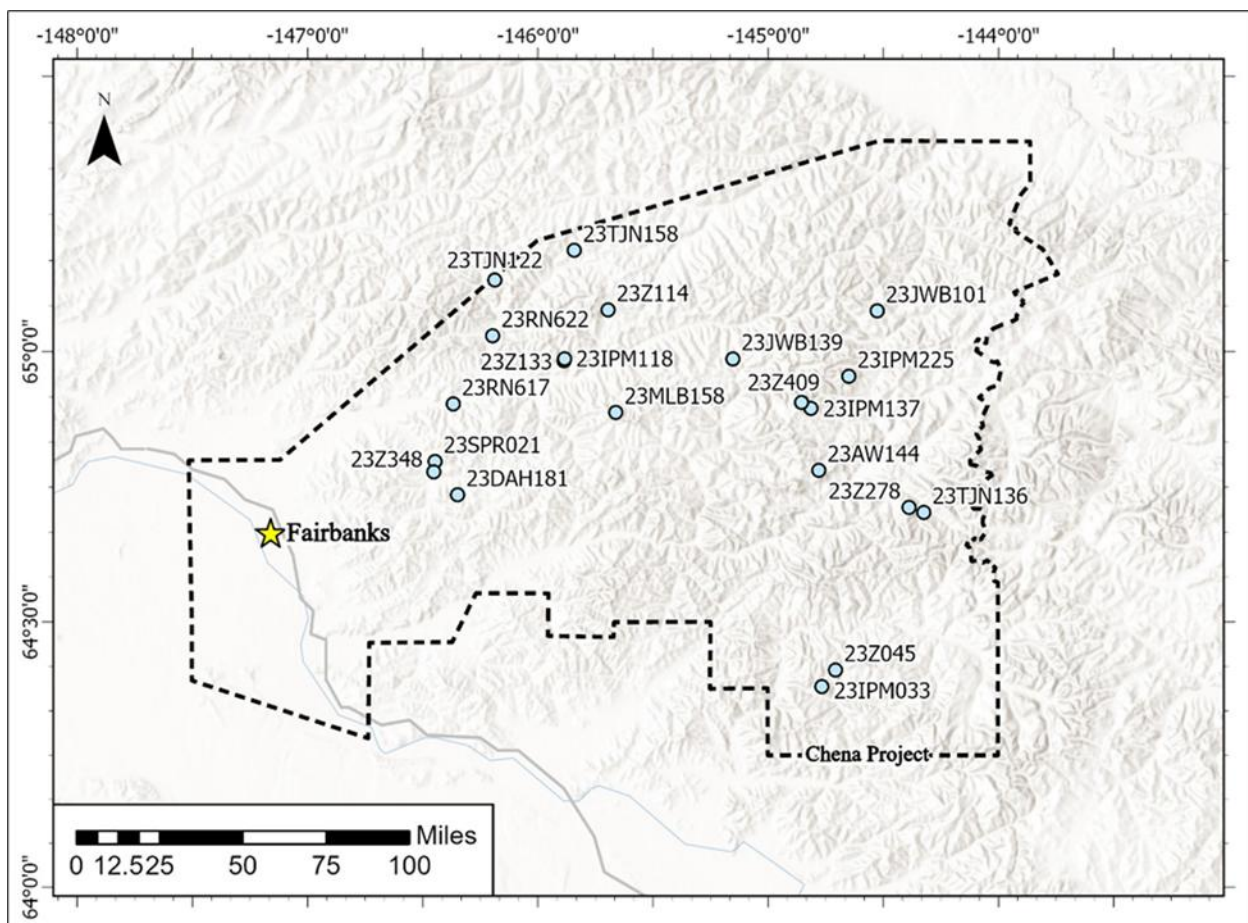 -148°0'0" -147°0'0" -146°0'0" -145°0'0" -144°0'0"
N
23TJN158
23TJN122
23Z114
23JWB101
23RN622
65°0'0"
23Z133 23IPM118
23JWB139
23IPM225
23RN617
23MLB158
23Z409
23IPM137
23SPR021
23Z348
23AW144
23DAH181
23Z278
23TJN136
Fairbanks
64°30'0"
23Z045
23IPM033
Chena Project
Miles
0 12.5 25 50 75 100
64°0'0"